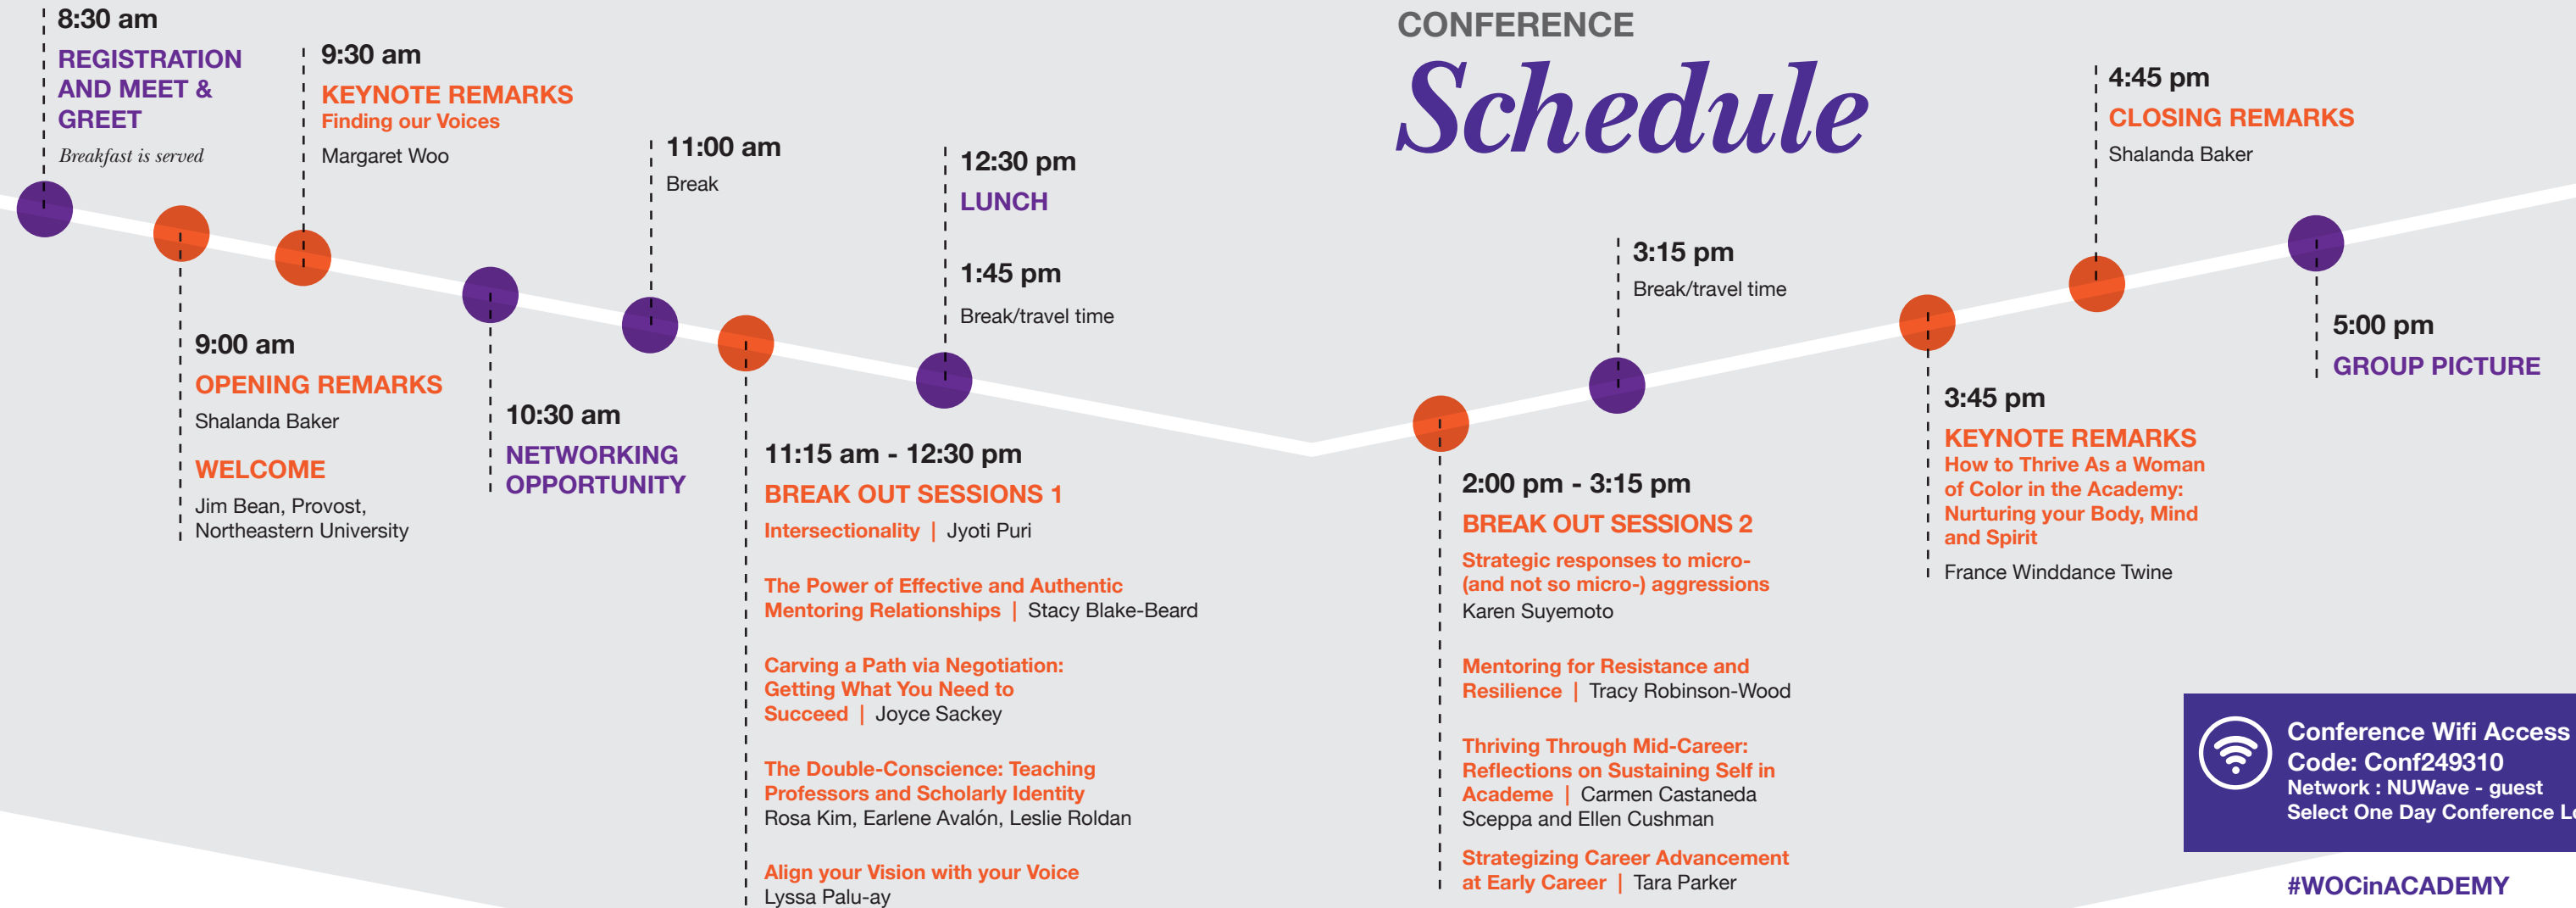 CONFERENCE
Schedule
8:30 am
REGISTRATION
AND MEET &
GREET
Breakfast is served
9:00 am
OPENING REMARKS
Shalanda Baker
WELCOME
Jim Bean, Provost,
Northeastern University
9:30 am
KEYNOTE REMARKS
Finding our Voices
Margaret Woo
10:30 am
NETWORKING
OPPORTUNITY
11:00 am
Break
11:15 am - 12:30 pm
BREAK OUT SESSIONS 1
Intersectionality | Jyoti Puri
The Power of Effective and Authentic
Mentoring Relationships | Stacy Blake-Beard
Carving a Path via Negotiation:
Getting What You Need to
Succeed | Joyce Sackey
The Double-Conscience: Teaching
Professors and Scholarly Identity
Rosa Kim, Earlene Avalón, Leslie Roldan
Align your Vision with your Voice
Lyssa Palu-ay
12:30 pm
LUNCH
1:45 pm
Break/travel time
2:00 pm - 3:15 pm
BREAK OUT SESSIONS 2
Strategic responses to micro-
(and not so micro-) aggressions
Karen Suyemoto
Mentoring for Resistance and
Resilience | Tracy Robinson-Wood
Thriving Through Mid-Career:
Reflections on Sustaining Self in
Academe | Carmen Castaneda
Sceppa and Ellen Cushman
Strategizing Career Advancement
at Early Career | Tara Parker
3:15 pm
Break/travel time
3:45 pm
KEYNOTE REMARKS
How to Thrive As a Woman
of Color in the Academy:
Nurturing your Body, Mind
and Spirit
France Winddance Twine
4:45 pm
CLOSING REMARKS
Shalanda Baker
5:00 pm
GROUP PICTURE
Conference Wifi Access
Code: Conf249310
Network : NUWave - guest
Select One Day Conference
#WOCinACADEMY